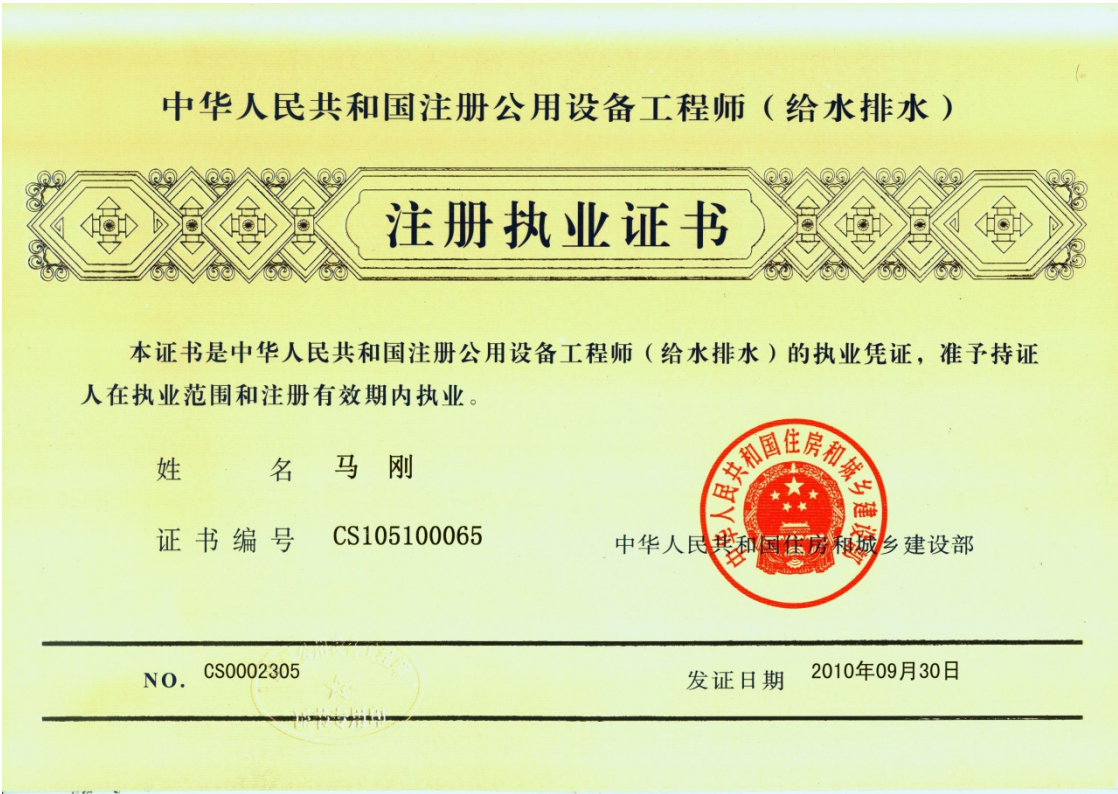 中华人民共和国注册公用设备工程师（给水排水）
注册执业证书
本证书是中华人民共和国注册公用设备工程师（给水排水）的执业凭证，准予持证
人在执业范围和注册有效期内执业。
姓 名 马 刚
证书编号 CS105100065
中华人民共和国住房和城乡建设部
中华人民共和国住房和城乡建设部
NO. CS0002305
发证日期 2010年09月30日
证书专用印